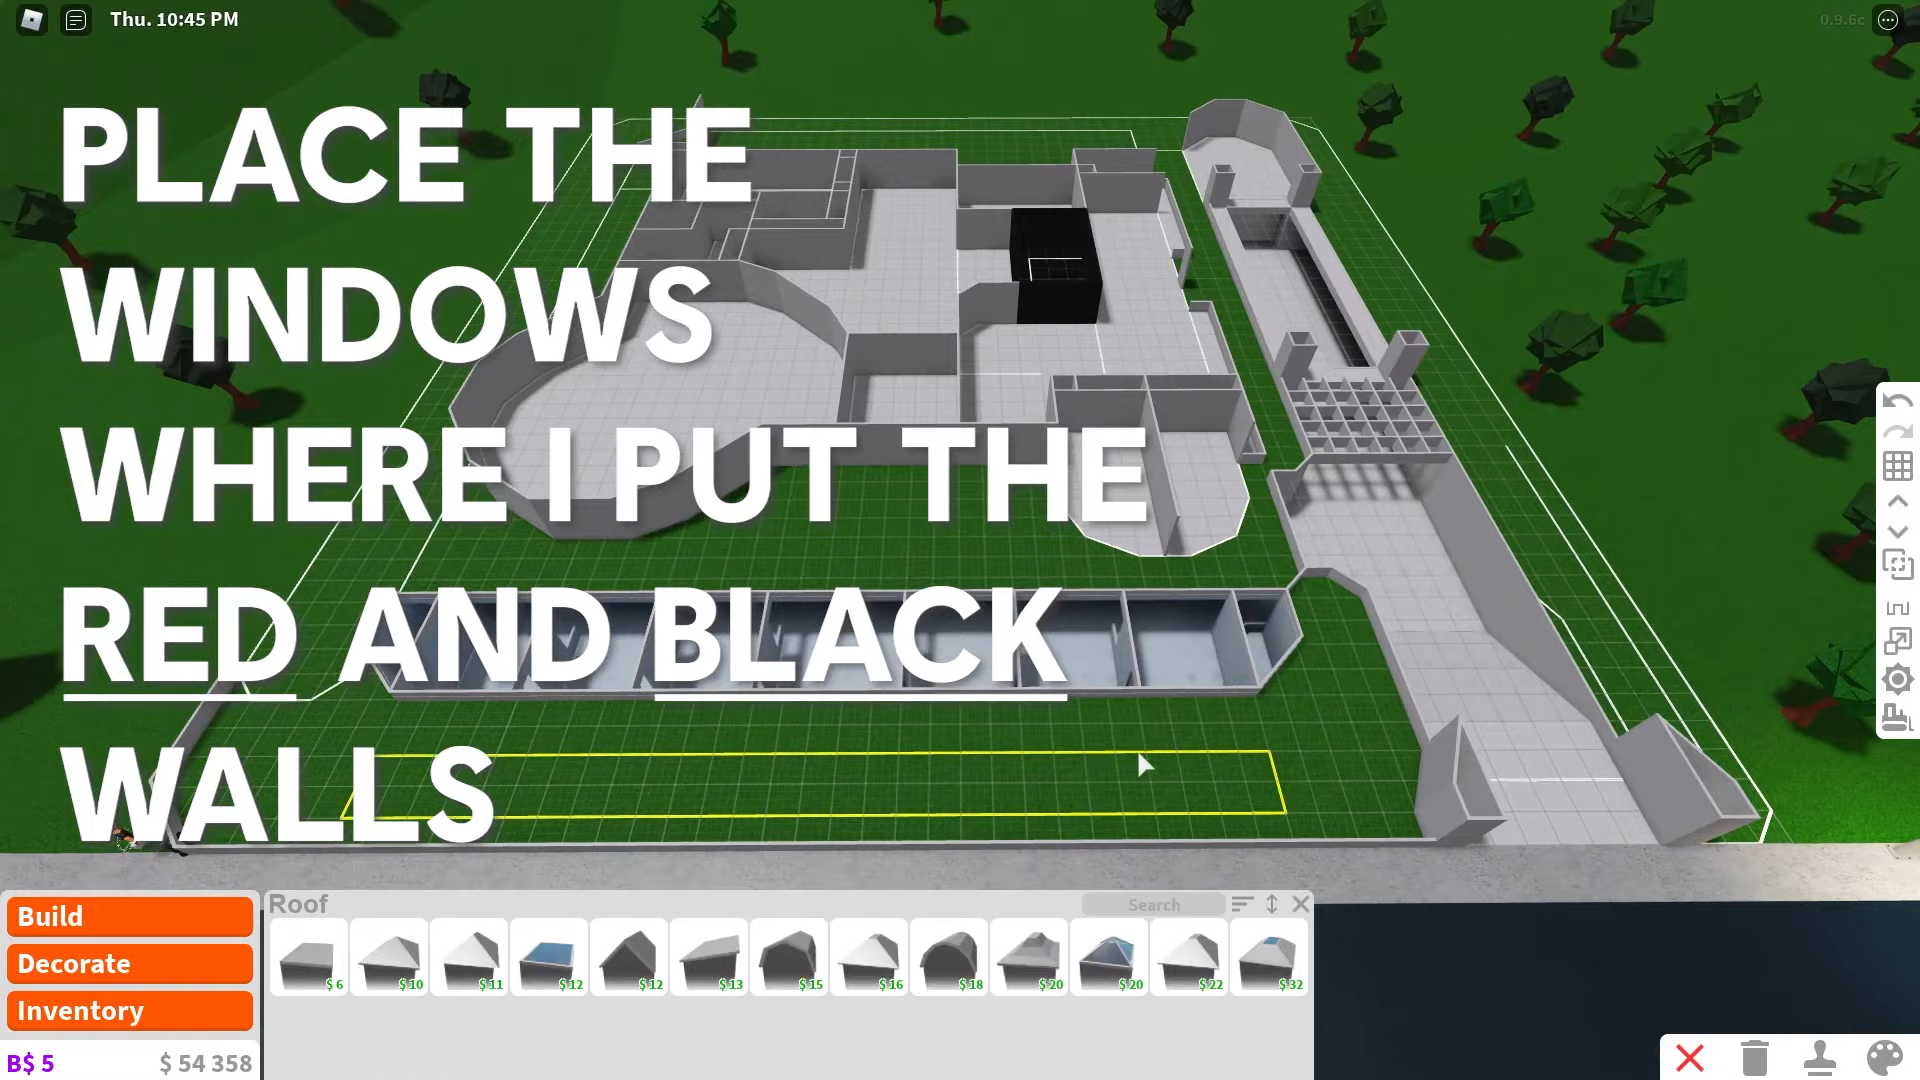 Thu. 10:45 PM
0.9.6c
PLACE THE
WINDOWS
WHERE I PUT THE
RED AND BLACK
WALLS
Build
Decorate
Inventory
B$ 5
$ 54 358
Roof
Search
$ 6
$ 10
$ 11
$ 12
$ 12
$ 13
$ 15
$ 16
$ 18
$ 20
$ 20
$ 22
$ 32